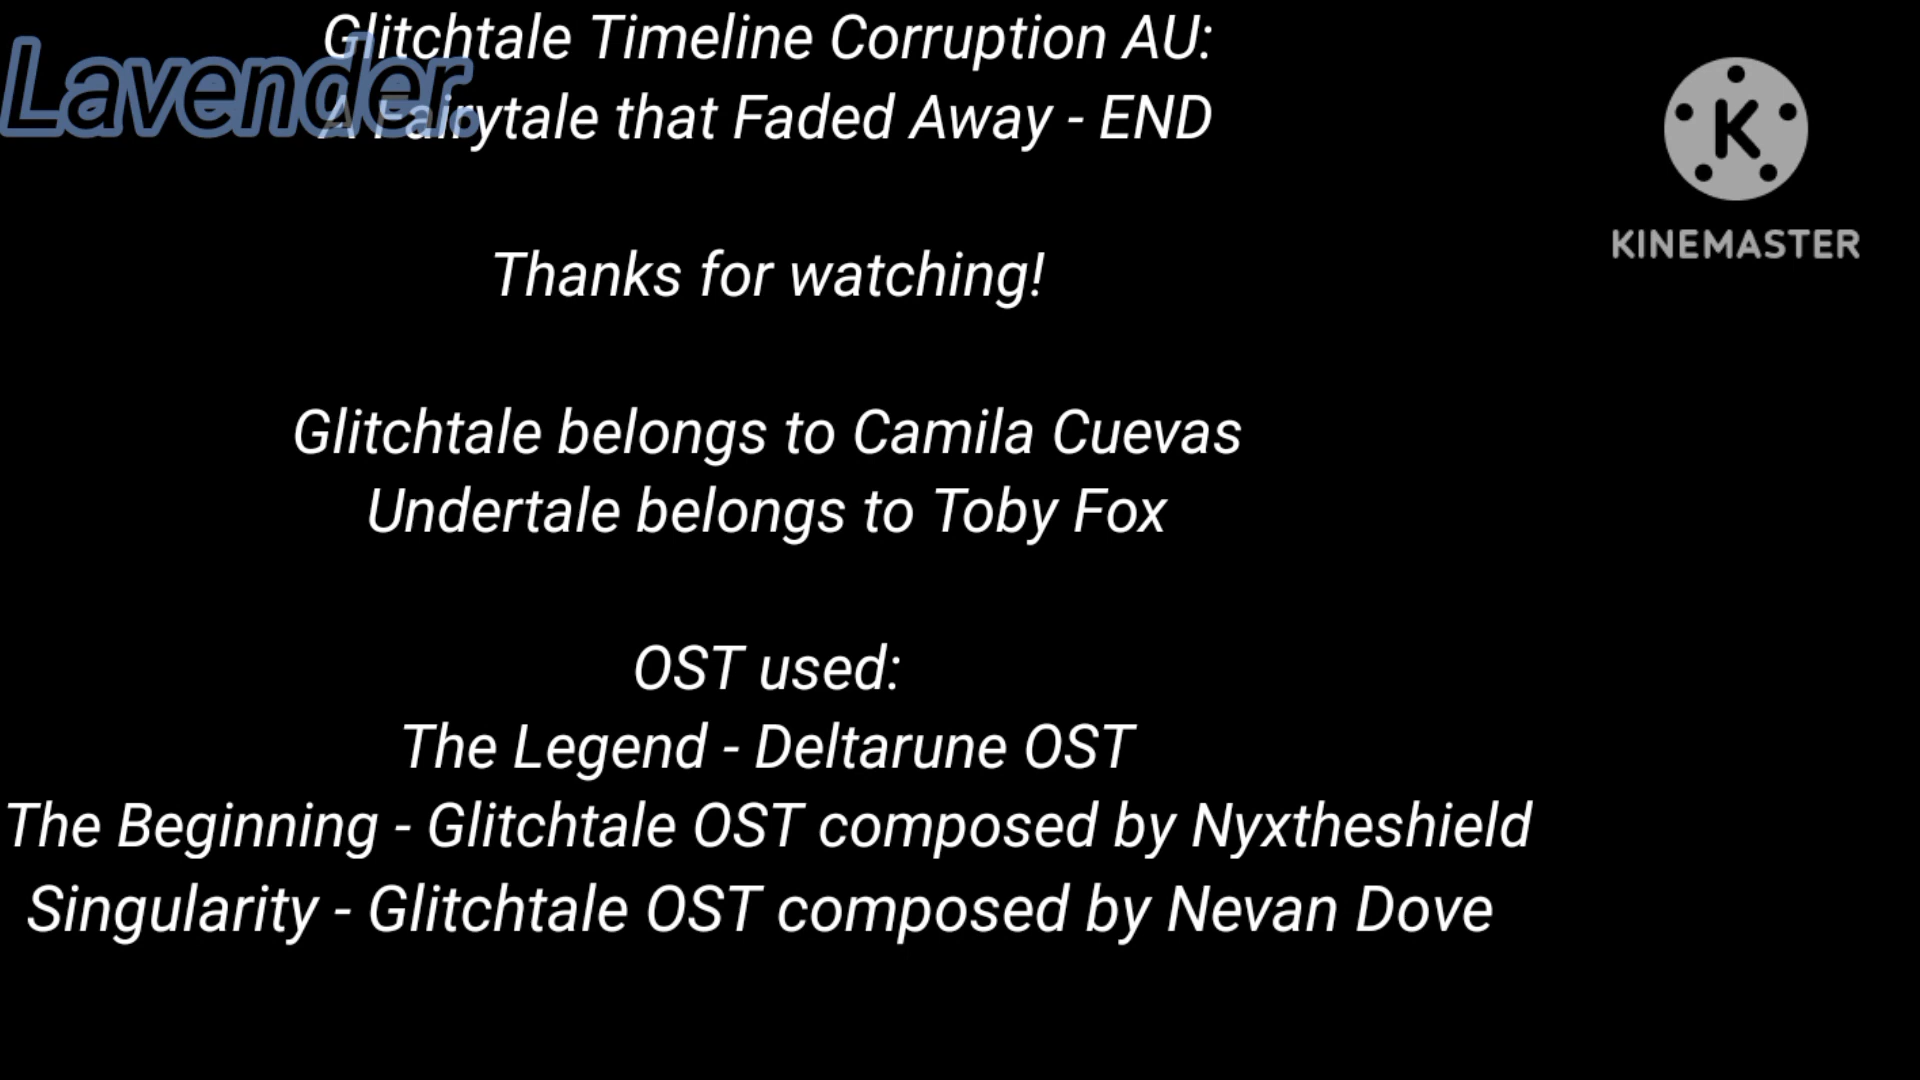 Glitchtale Timeline Corruption AU:
Lavender.
A Fairytale that Faded Away - END
KINEMASTER
Thanks for watching!
Glitchtale belongs to Camila Cuevas
Undertale belongs to Toby Fox
OST used:
The Legend - Deltarune OST
The Beginning - Glitchtale OST composed by Nyxtheshield
Singularity - Glitchtale OST composed by Nevan Dove